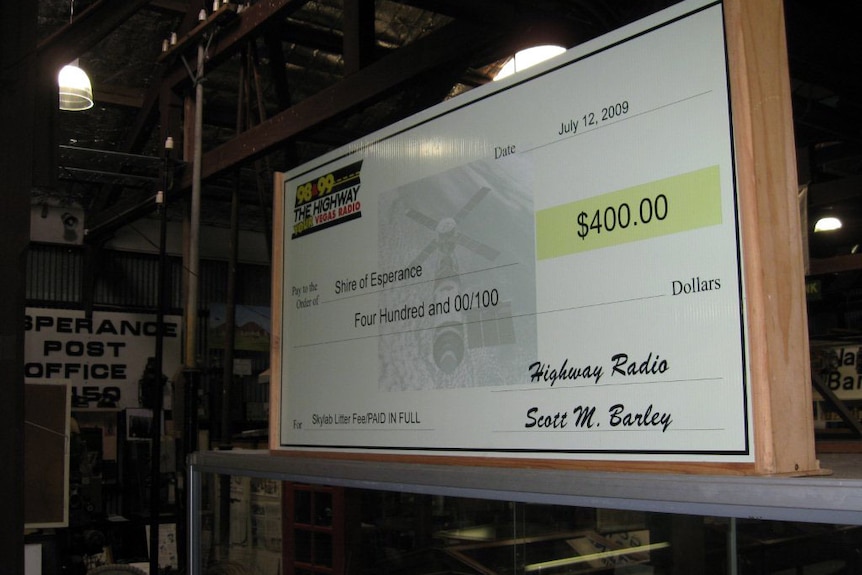 98.99
THE HIGHWAY
YOUR VEGAS RADIO
Date July 12, 2009
$400.00
Pay to the
Order of Shire of Esperance
Four Hundred and 00/100 Dollars
Highway Radio
For Skylab Litter Fee/PAID IN FULL
Scott M. Barley
SPERANCE
POST
OFFICE